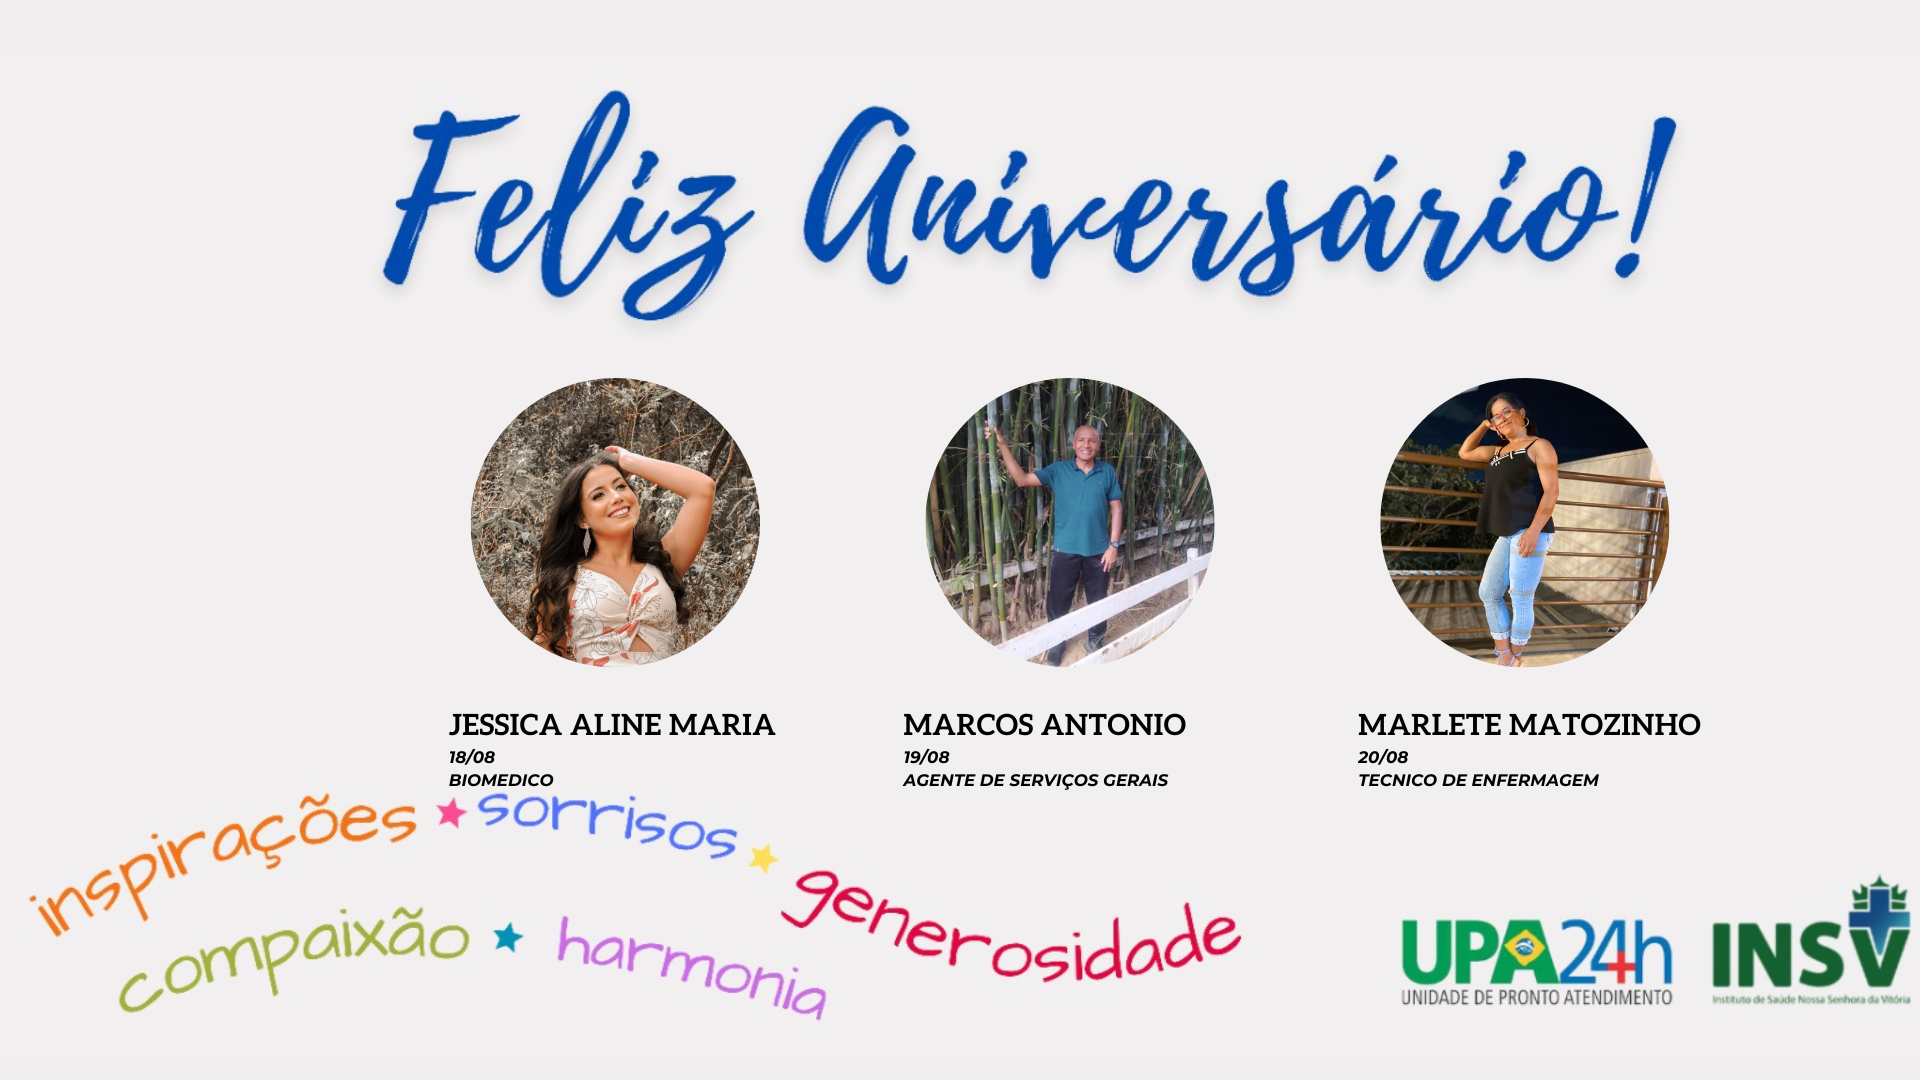 Feliz Aniversário!
JESSICA ALINE MARIA
18/08
BIOMEDICO
MARCOS ANTONIO
19/08
AGENTE DE SERVIÇOS GERAIS
MARLETE MATOZINHO
20/08
TECNICO DE ENFERMAGEM
inspirações sorrisos generosidade
compaixão harmonia
UPA24h
UNIDADE DE PRONTO ATENDIMENTO
INSV
Instituto de Saúde Nossa Senhora da Vitória